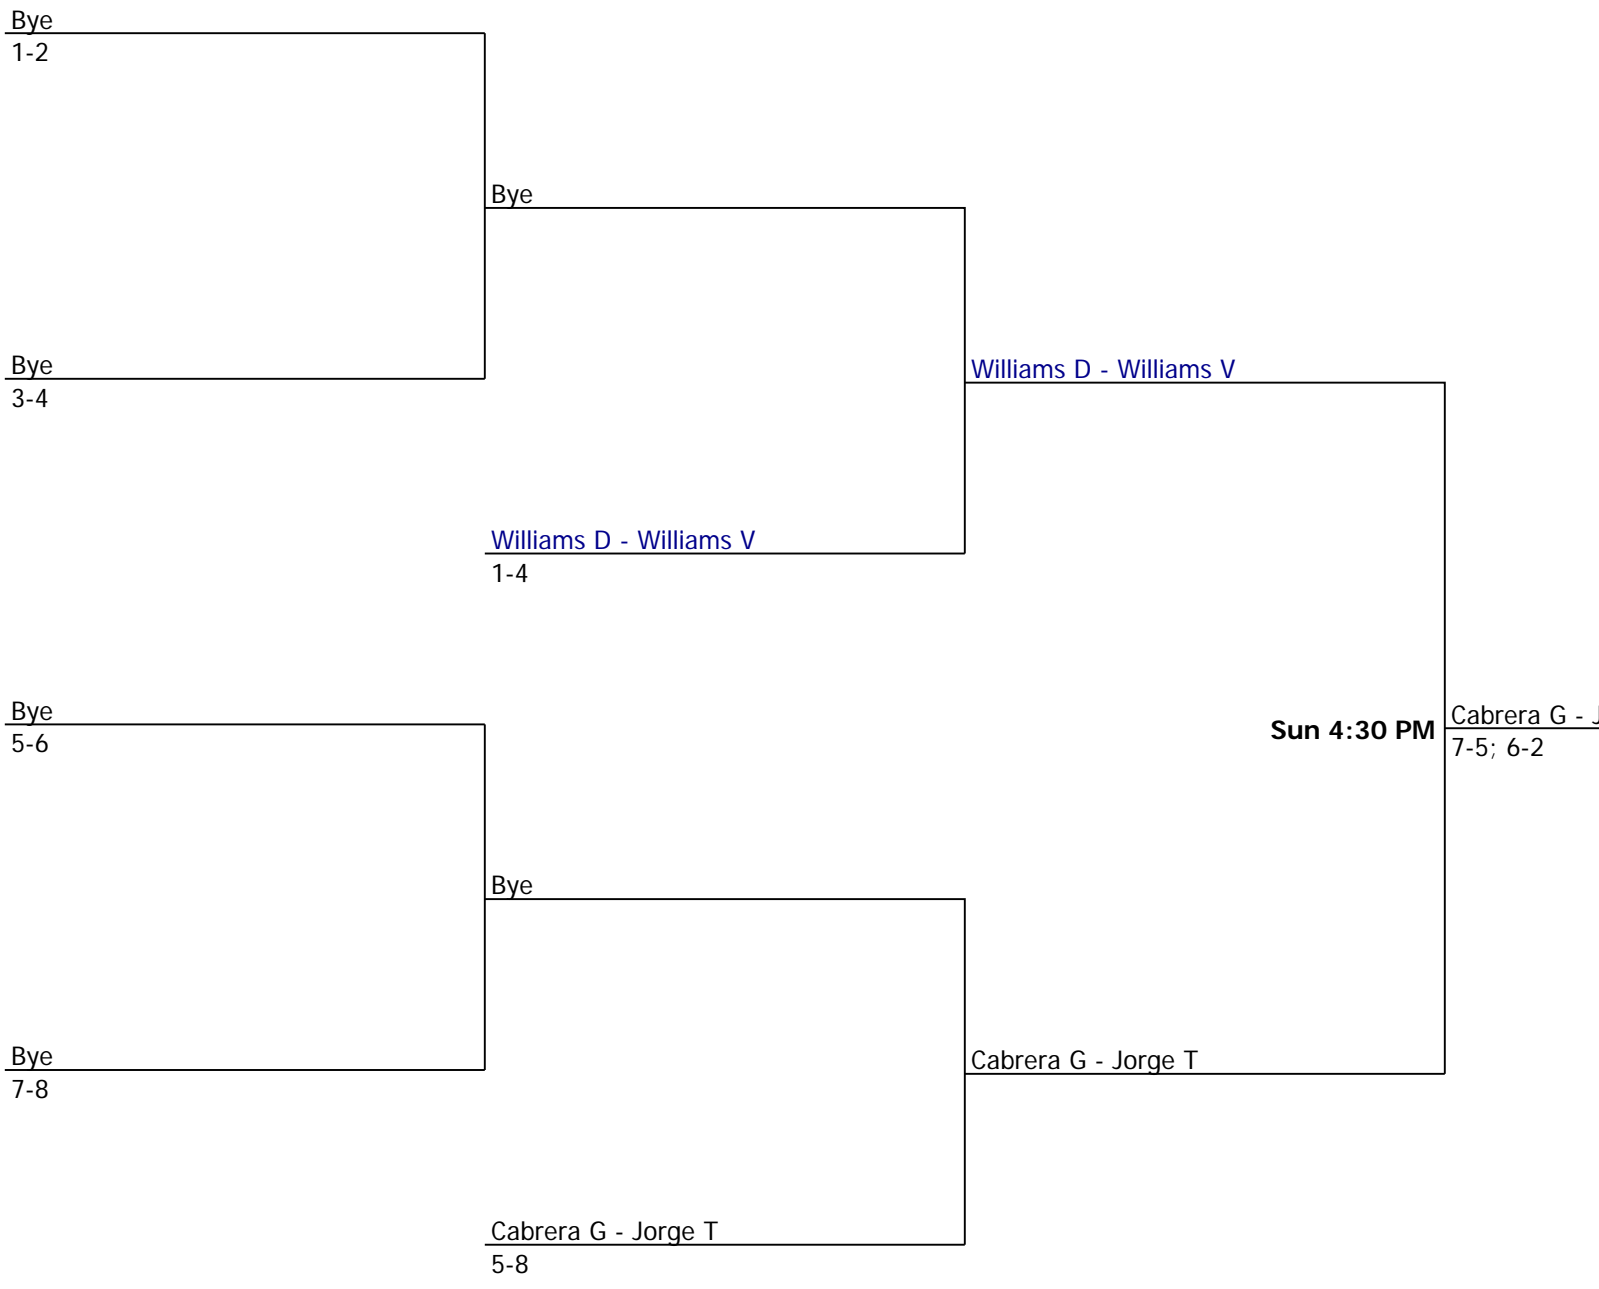 Bye
1-2
Bye
Bye
3-4
Williams D - Williams V
Williams D - Williams V
1-4
Bye
5-6
Sun 4:30 PM
Cabrera G - J
7-5; 6-2
Bye
Bye
7-8
Cabrera G - Jorge T
Cabrera G - Jorge T
5-8